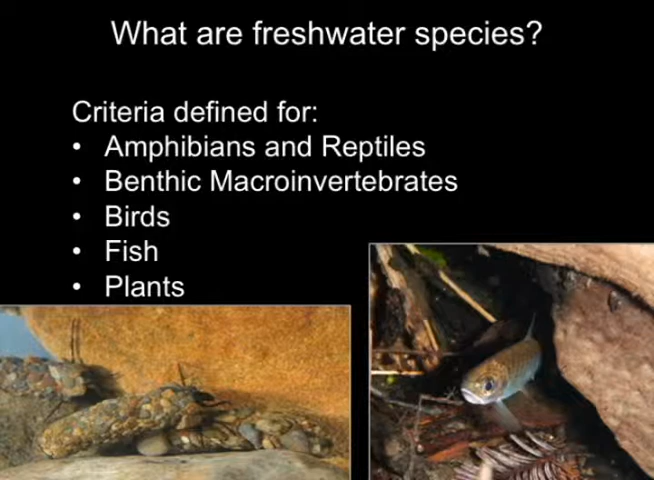 What are freshwater species?
Criteria defined for:
• Amphibians and Reptiles
• Benthic Macroinvertebrates
• Birds
• Fish
• Plants